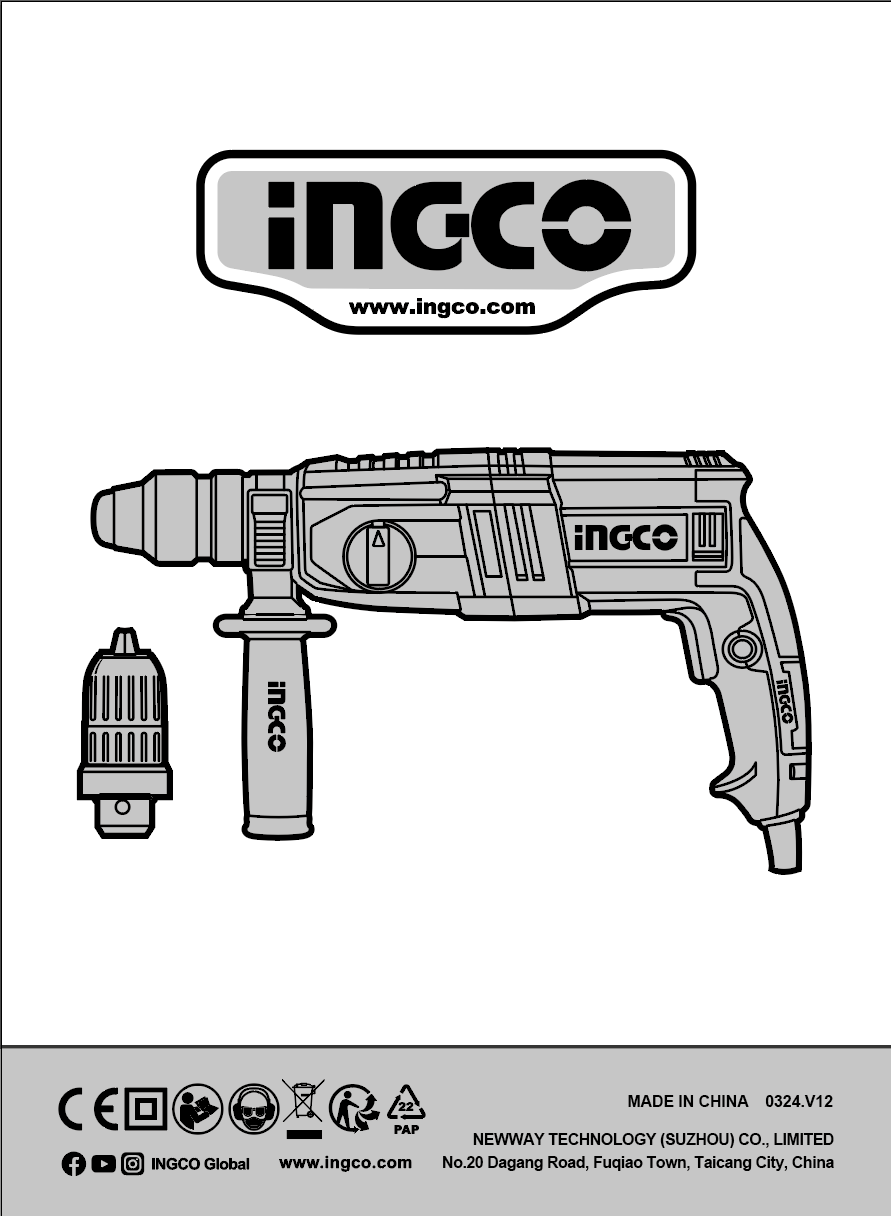 INGCO
www.ingco.com
INGCO
INGCO
INGCO
CE
22
PAP
MADE IN CHINA 0324.V12
NEWWAY TECHNOLOGY (SUZHOU) CO., LIMITED
INGCO Global www.ingco.com No.20 Dagang Road, Fuqiao Town, Taicang City, China